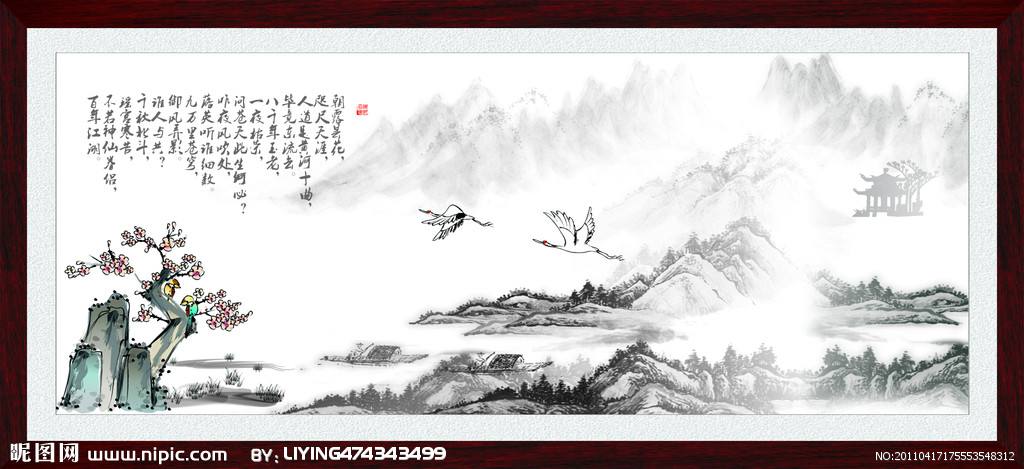 朝露昙花，
咫尺天涯，
人道是黄河十曲，
毕竟东流去。
八千年玉老，
一夜枯荣，
问苍天此生何必？
昨夜风吹处，
落英听谁细数。
九万里苍穹，
御风弄影。
谁人与共？
千秋北斗，
瑶宫寒苦，
不若神仙眷侣，
百年江湖。
昵图网 www.nipic.com BY：LIYING474343499
NO:20110417175553548312